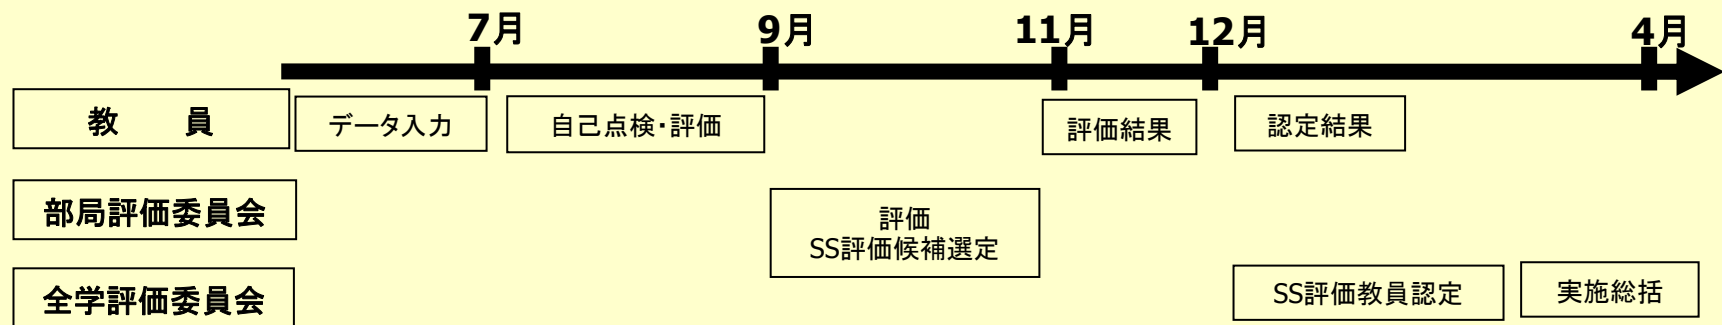 7月
9月
11月
12月
4月
教　　員
データ入力
自己点検・評価
評価結果
認定結果
部局評価委員会
評価
SS評価候補選定
全学評価委員会
SS評価教員認定
実施総括